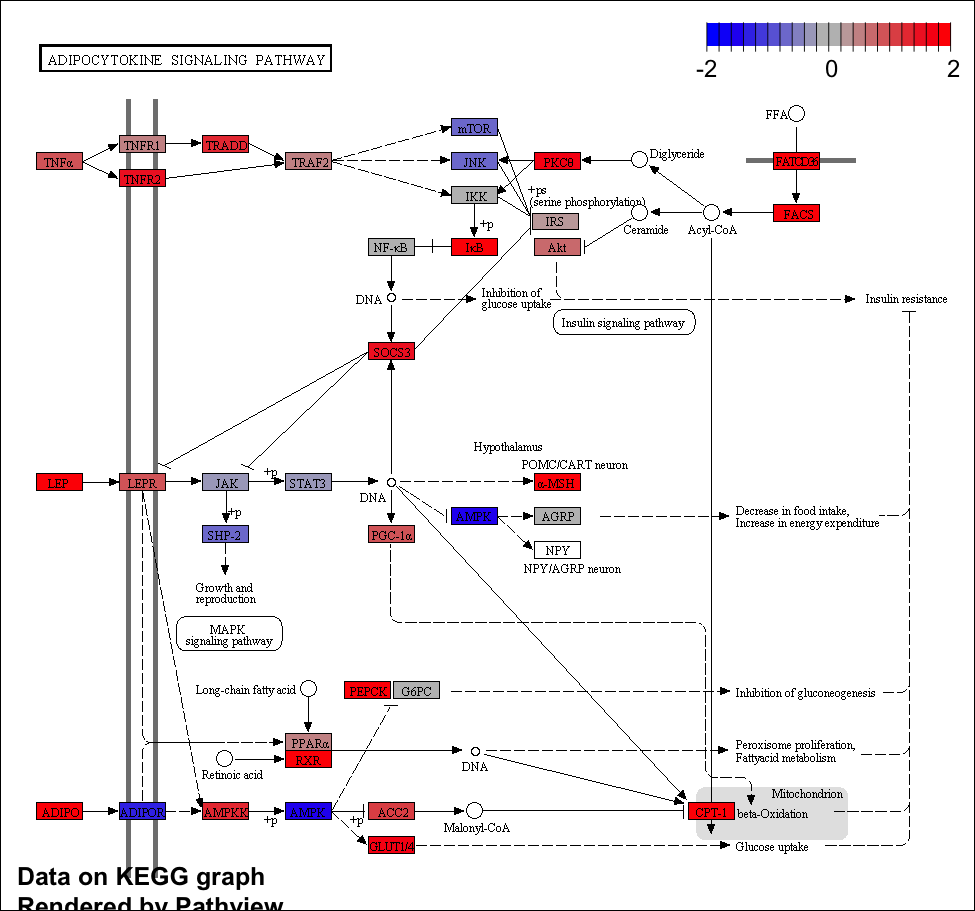 ADIPOCYTOKINE SIGNALING PATHWAY
-2 0 2
FFA
mTOR
TNFR1 TRADD
TNFα TRAF2 JNK PKCθ Diglyceride
TNFR2
IKK +ps
(serine phosphorylation)
FACS
IRS
+p
Ceramide Acyl-CoA
NF-κB IκB Akt
DNA Inhibition of
glucose uptake
Insulin resistance
Insulin signaling pathway
SOCS3
Hypothalamus
POMC/CART neuron
LEP LEPR JAK +p STAT3 DNA α-MSH
+p
AMPK AGRP Decrease in food intake,
Increase in energy expenditure
SHP-2 PGC-1α
NPY
NPY/AGRP neuron
Growth and
reproduction
MAPK
signaling pathway
Long-chain fatty acid PEPCK G6PC Inhibition of gluconeogenesis
PPARα
RXR
Retinoic acid
DNA
Peroxisome proliferation,
Fattyacid metabolism
Mitochondrion
ADIPO ADIPOR AMPKK +p AMPK +p ACC2 CPT-1 beta-Oxidation
Malonyl-CoA
GLUT1/4 Glucose uptake
Data on KEGG graph
Rendered by Pathview